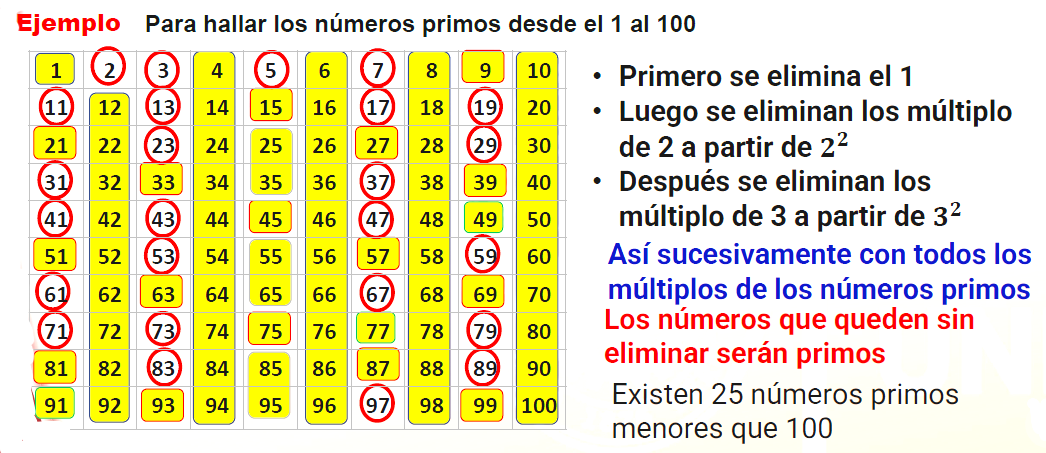 Ejemplo Para hallar los números primos desde el 1 al 100
1 2 3 4 5 6 7 8 9 10
11 12 13 14 15 16 17 18 19 20
21 22 23 24 25 26 27 28 29 30
31 32 33 34 35 36 37 38 39 40
41 42 43 44 45 46 47 48 49 50
51 52 53 54 55 56 57 58 59 60
61 62 63 64 65 66 67 68 69 70
71 72 73 74 75 76 77 78 79 80
81 82 83 84 85 86 87 88 89 90
91 92 93 94 95 96 97 98 99 100
• Primero se elimina el 1
• Luego se eliminan los múltiplo
de 2 a partir de 2²
• Después se eliminan los
múltiplo de 3 a partir de 3²
Así sucesivamente con todos los
múltiplos de los números primos
Los números que queden sin
eliminar serán primos
Existen 25 números primos
menores que 100